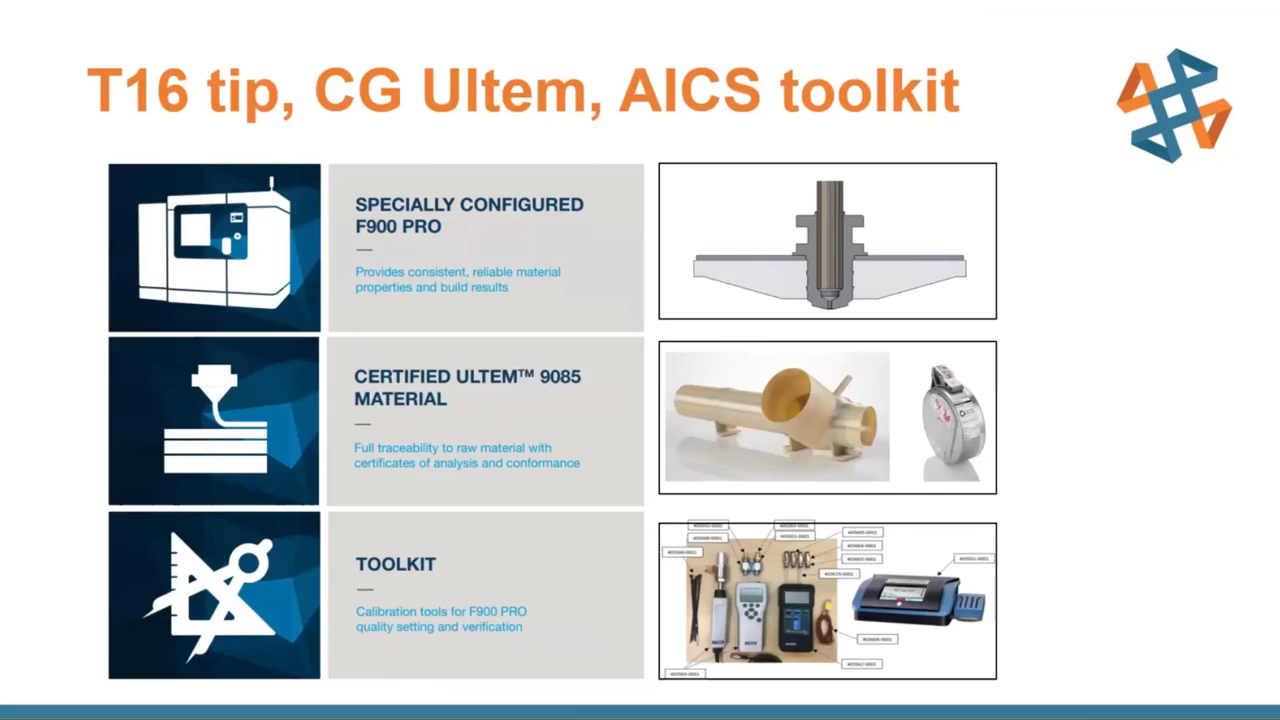 T16 tip, CG Ultem, AICS toolkit
SPECIALLY CONFIGURED
F900 PRO
Provides consistent, reliable material
properties and build results
CERTIFIED ULTEM™ 9085
MATERIAL
Full traceability to raw material with
certificates of analysis and conformance
TOOLKIT
Calibration tools for F900 PRO
quality setting and verification